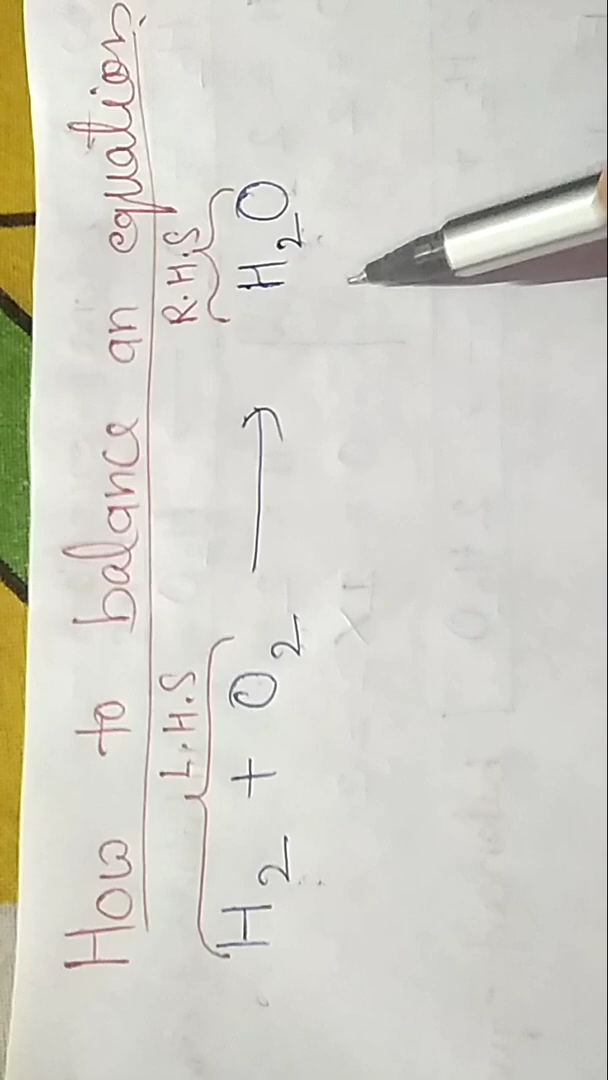 How to balance an equation?
L.H.S R.H.S
H2 + O2 → H2O